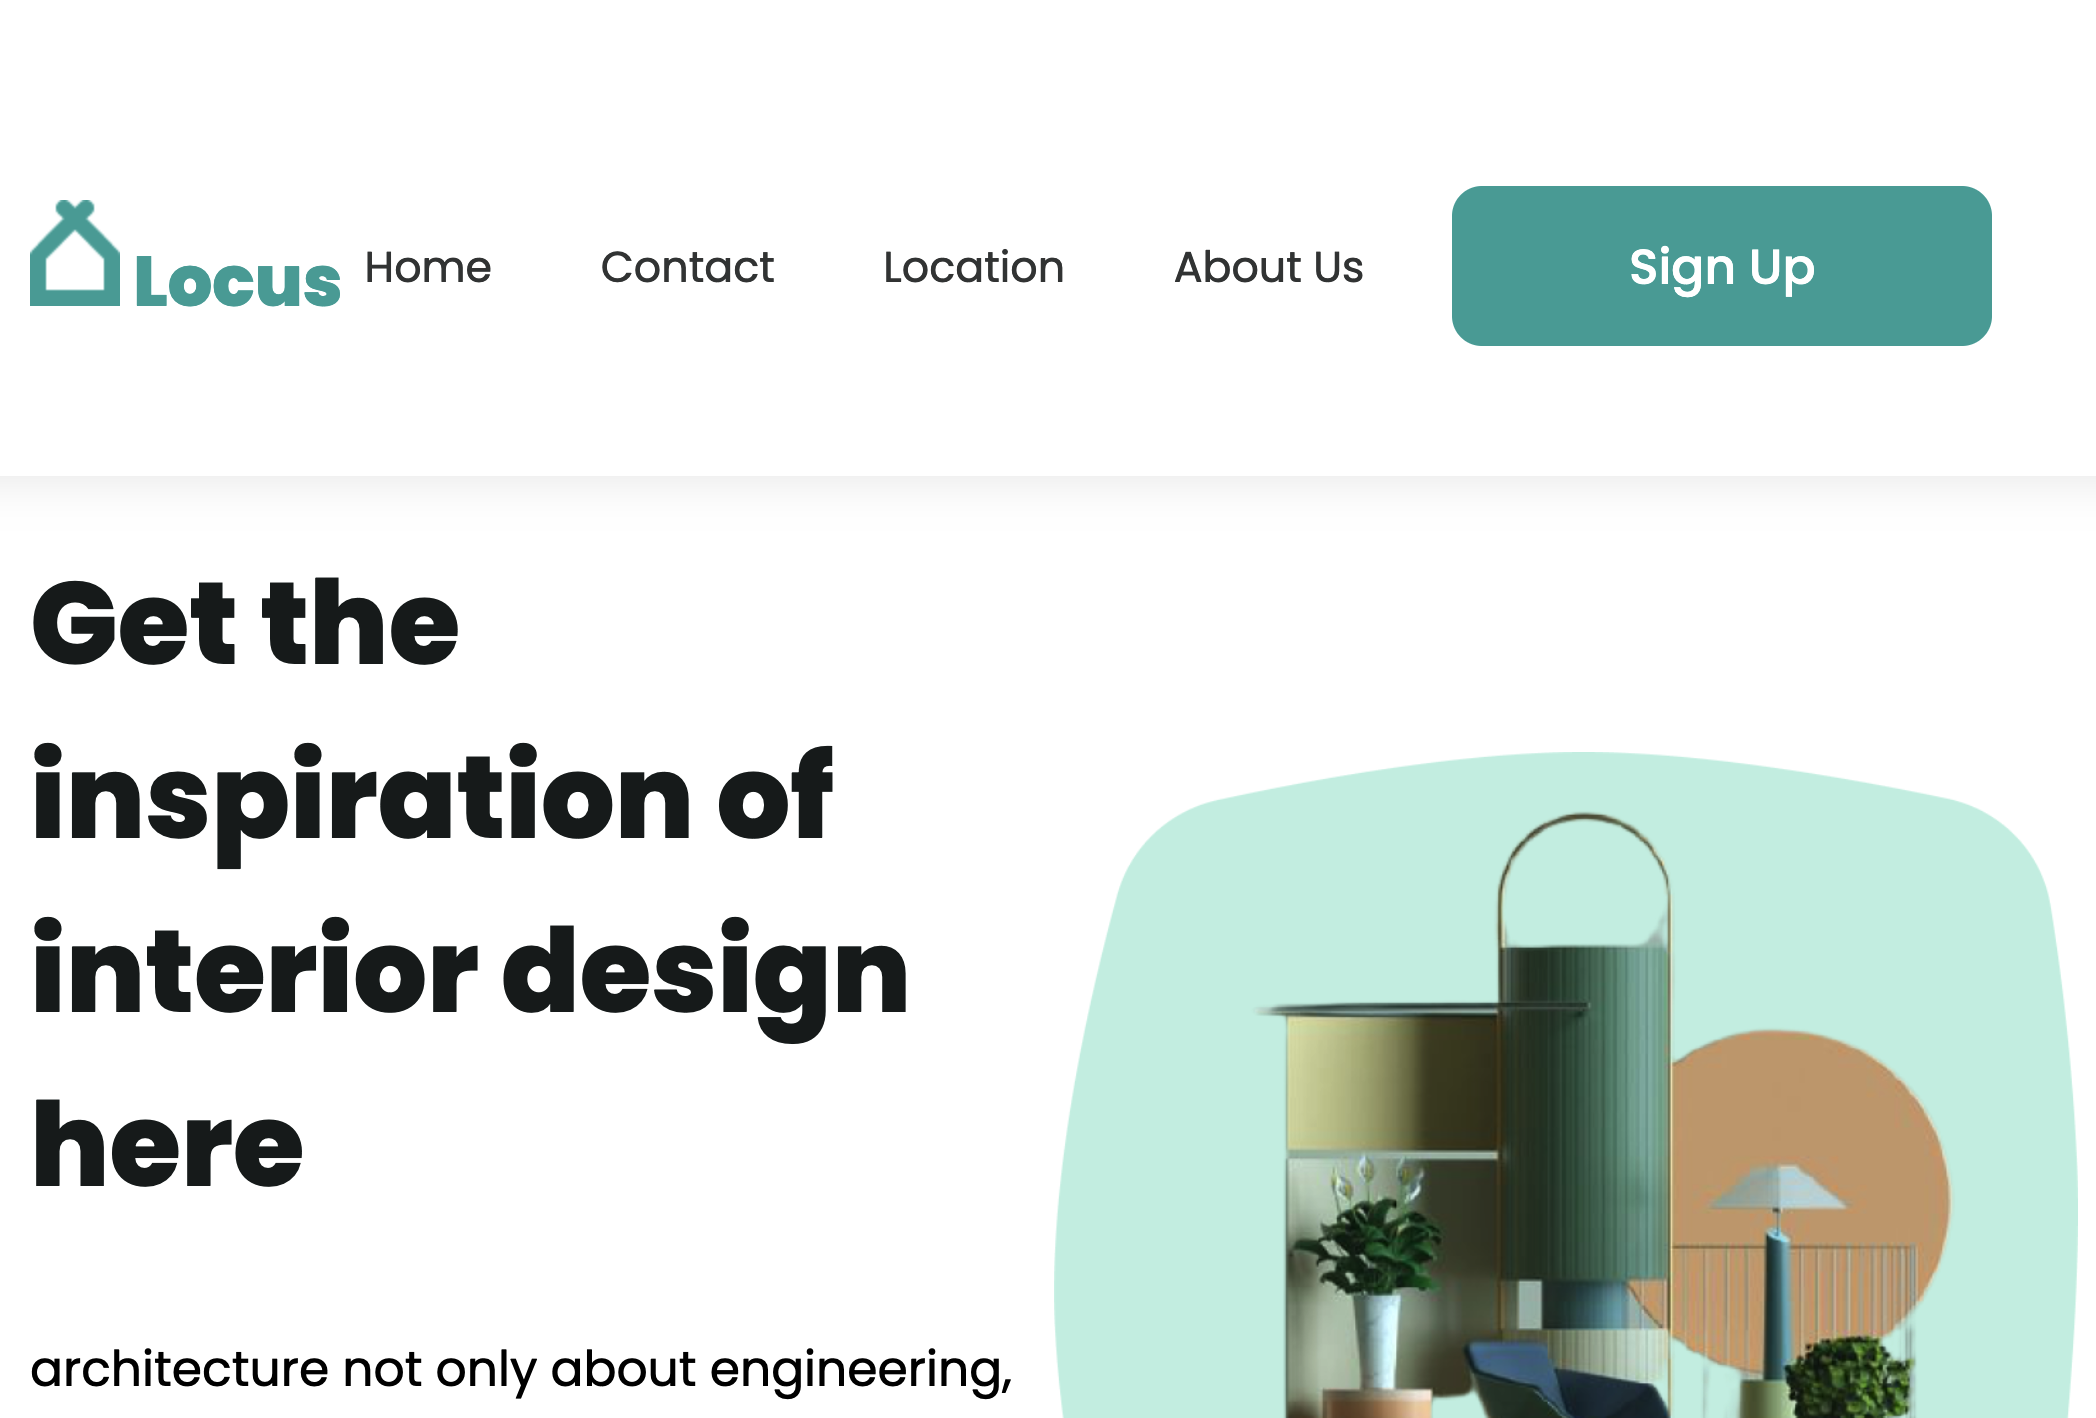 Locus Home Contact Location About Us Sign Up
Get the
inspiration of
interior design
here
architecture not only about engineering,